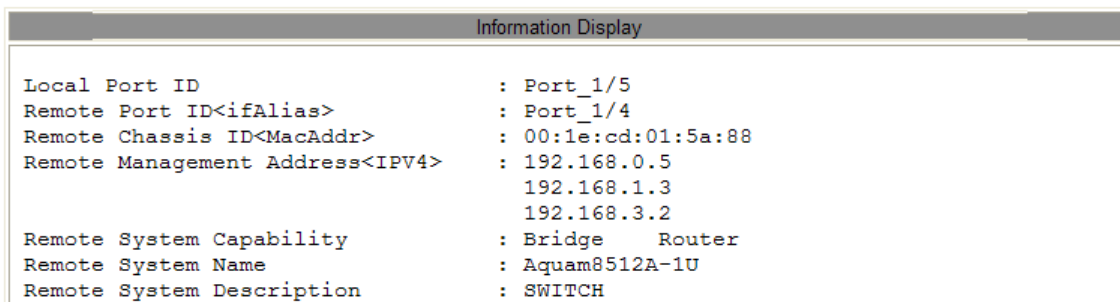 Information Display
Local Port ID : Port_1/5
Remote Port ID<ifAlias> : Port_1/4
Remote Chassis ID<MacAddr> : 00:1e:cd:01:5a:88
Remote Management Address<IPV4> : 192.168.0.5
192.168.1.3
192.168.3.2
Remote System Capability : Bridge Router
Remote System Name : Aquam8512A-1U
Remote System Description : SWITCH